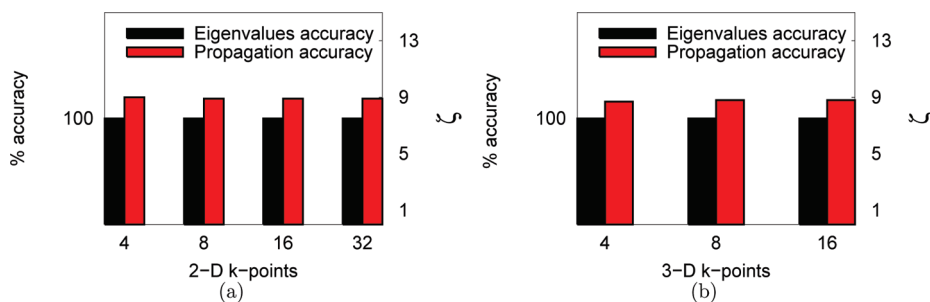 Eigenvalues accuracy
Propagation accuracy
% accuracy
100
13
9
5
1
ζ
4 8 16 32
2−D k−points
(a)
Eigenvalues accuracy
Propagation accuracy
% accuracy
100
13
9
5
1
ζ
4 8 16
3−D k−points
(b)